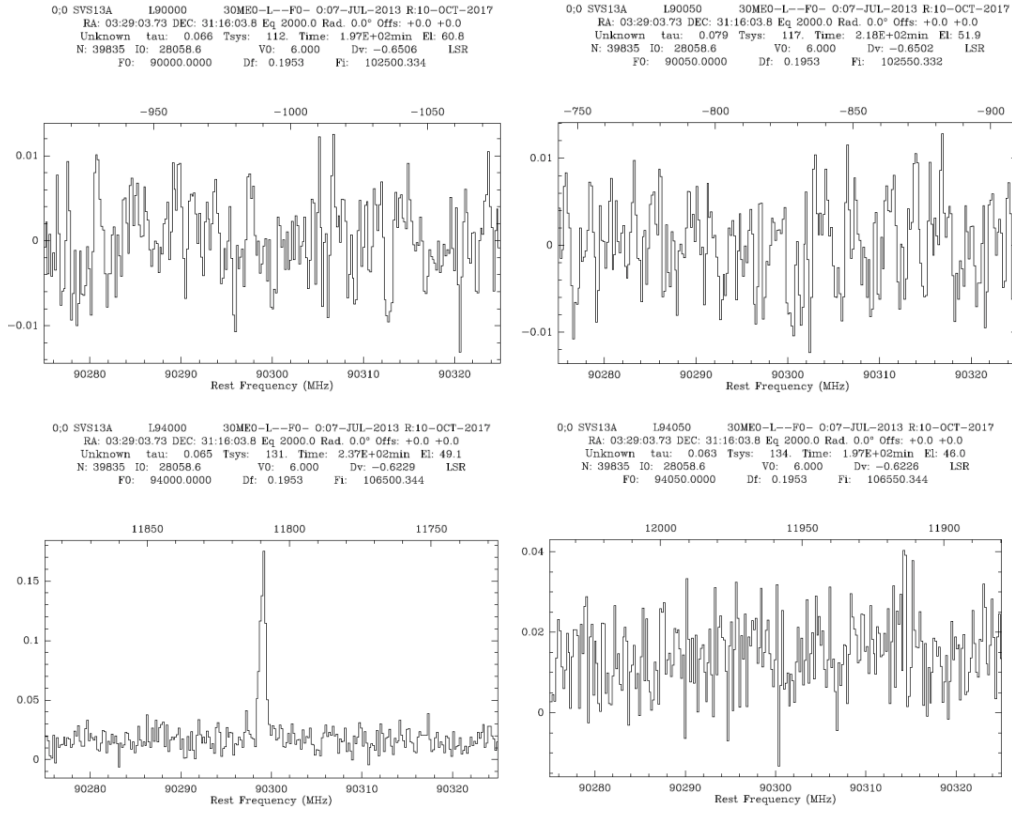 0;0 SVS13A L90000 30ME0-L--F0- O:07-JUL-2013 R:10-OCT-2017
RA: 03:29:03.73 DEC: 31:16:03.8 Eq 2000.0 Rad. 0.0° Offs: +0.0 +0.0
Unknown tau: 0.066 Tsys: 112. Time: 1.97E+02min El: 60.8
N: 39835 I0: 28058.6 V0: 6.000 Dv: -0.6506 LSR
F0: 90000.0000 Df: 0.1953 Fi: 102500.334
-950 -1000 -1050
0.01
0
-0.01
90280 90290 90300 90310 90320
Rest Frequency (MHz)
0;0 SVS13A L90050 30ME0-L--F0- O:07-JUL-2013 R:10-OCT-2017
RA: 03:29:03.73 DEC: 31:16:03.8 Eq 2000.0 Rad. 0.0° Offs: +0.0 +0.0
Unknown tau: 0.079 Tsys: 117. Time: 2.18E+02min El: 51.9
N: 39835 I0: 28058.6 V0: 6.000 Dv: -0.6502 LSR
F0: 90050.0000 Df: 0.1953 Fi: 102550.332
-750 -800 -850 -900
0.01
0
-0.01
90280 90290 90300 90310 90320
Rest Frequency (MHz)
0;0 SVS13A L94000 30ME0-L--F0- O:07-JUL-2013 R:10-OCT-2017
RA: 03:29:03.73 DEC: 31:16:03.8 Eq 2000.0 Rad. 0.0° Offs: +0.0 +0.0
Unknown tau: 0.065 Tsys: 131. Time: 2.37E+02min El: 49.1
N: 39835 I0: 28058.6 V0: 6.000 Dv: -0.6229 LSR
F0: 94000.0000 Df: 0.1953 Fi: 106500.344
11850 11800 11750
0.15
0.1
0.05
0
90280 90290 90300 90310 90320
Rest Frequency (MHz)
0;0 SVS13A L94050 30ME0-L--F0- O:07-JUL-2013 R:10-OCT-2017
RA: 03:29:03.73 DEC: 31:16:03.8 Eq 2000.0 Rad. 0.0° Offs: +0.0 +0.0
Unknown tau: 0.063 Tsys: 134. Time: 1.97E+02min El: 46.0
N: 39835 I0: 28058.6 V0: 6.000 Dv: -0.6226 LSR
F0: 94050.0000 Df: 0.1953 Fi: 106550.344
12000 11950 11900
0.04
0.02
0
90280 90290 90300 90310 90320
Rest Frequency (MHz)